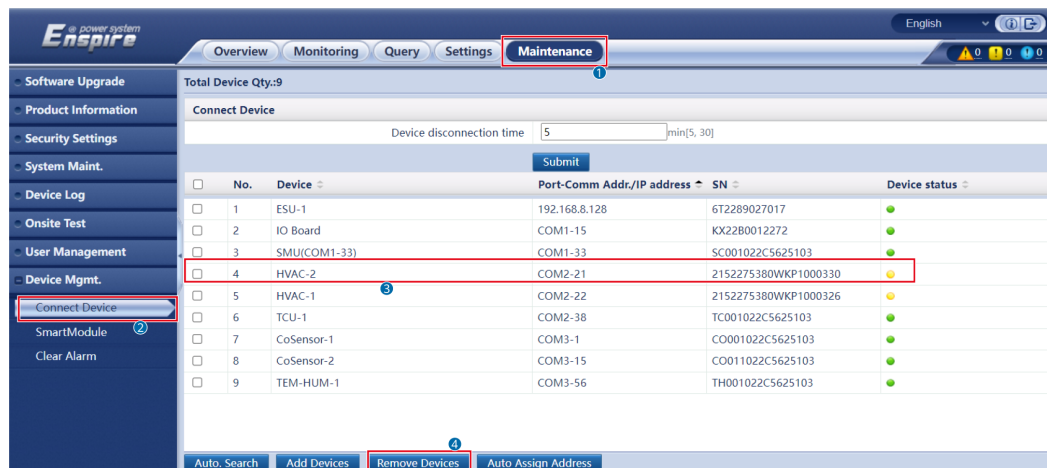 e power system
Enspire
English
Overview Monitoring Query Settings Maintenance
0 0 0
1
Software Upgrade
Product Information
Security Settings
System Maint.
Device Log
Onsite Test
User Management
Device Mgmt.
Connect Device
2
SmartModule
Clear Alarm
Total Device Qty.:9
Connect Device
Device disconnection time 5 min[5, 30]
Submit
No. Device Port-Comm Addr./IP address SN Device status
1 ESU-1 192.168.8.128 6T2289027017
2 IO Board COM1-15 KX22B0012272
3 SMU(COM1-33) COM1-33 SC001022C5625103
4 HVAC-2 COM2-21 2152275380WKP1000330
3
5 HVAC-1 COM2-22 2152275380WKP1000326
6 TCU-1 COM2-38 TC001022C5625103
7 CoSensor-1 COM3-1 CO001022C5625103
8 CoSensor-2 COM3-15 CO011022C5625103
9 TEM-HUM-1 COM3-56 TH001022C5625103
4
Auto. Search Add Devices Remove Devices Auto Assign Address